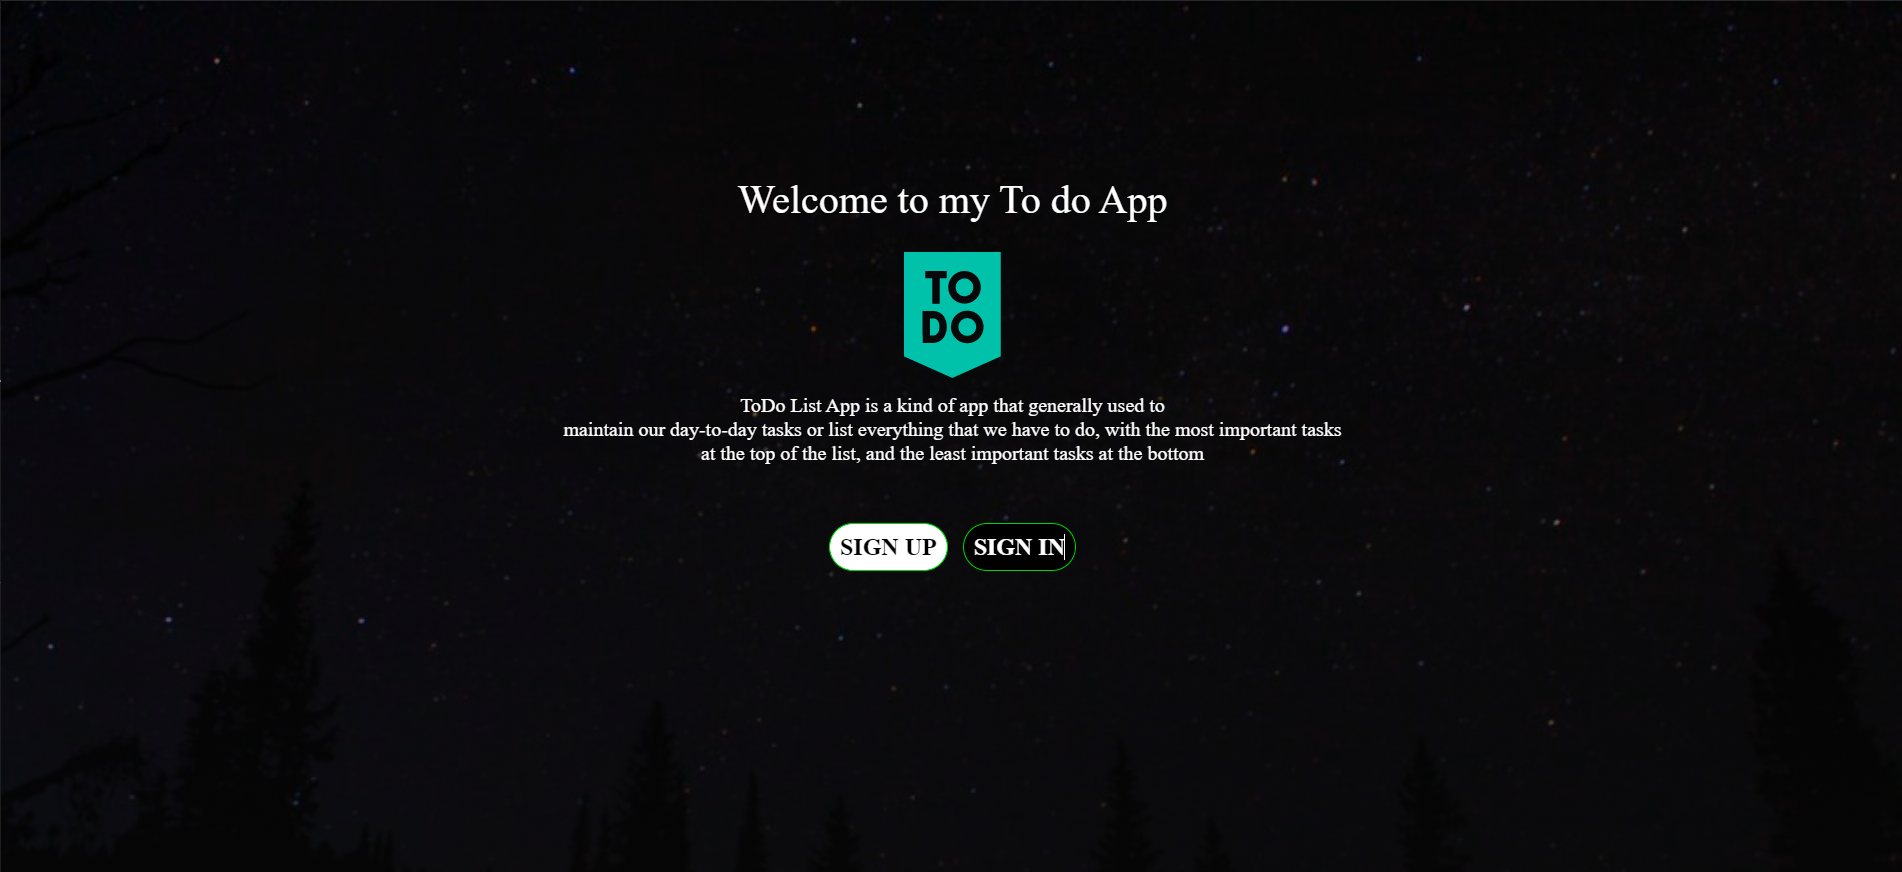 Welcome to my To do App
TO
DO
ToDo List App is a kind of app that generally used to
maintain our day-to-day tasks or list everything that we have to do, with the most important tasks
at the top of the list, and the least important tasks at the bottom
SIGN UP
SIGN IN